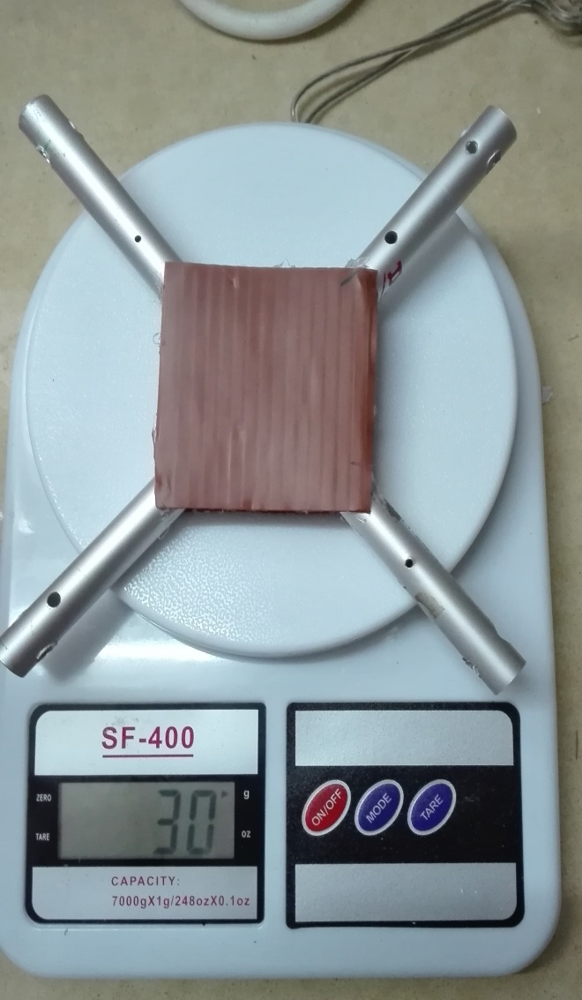 A
SF-400
ZERO
g
30
TARE
oz
CAPACITY:
7000gX1g/248ozX0.1oz
ON/OFF
MODE
TARE